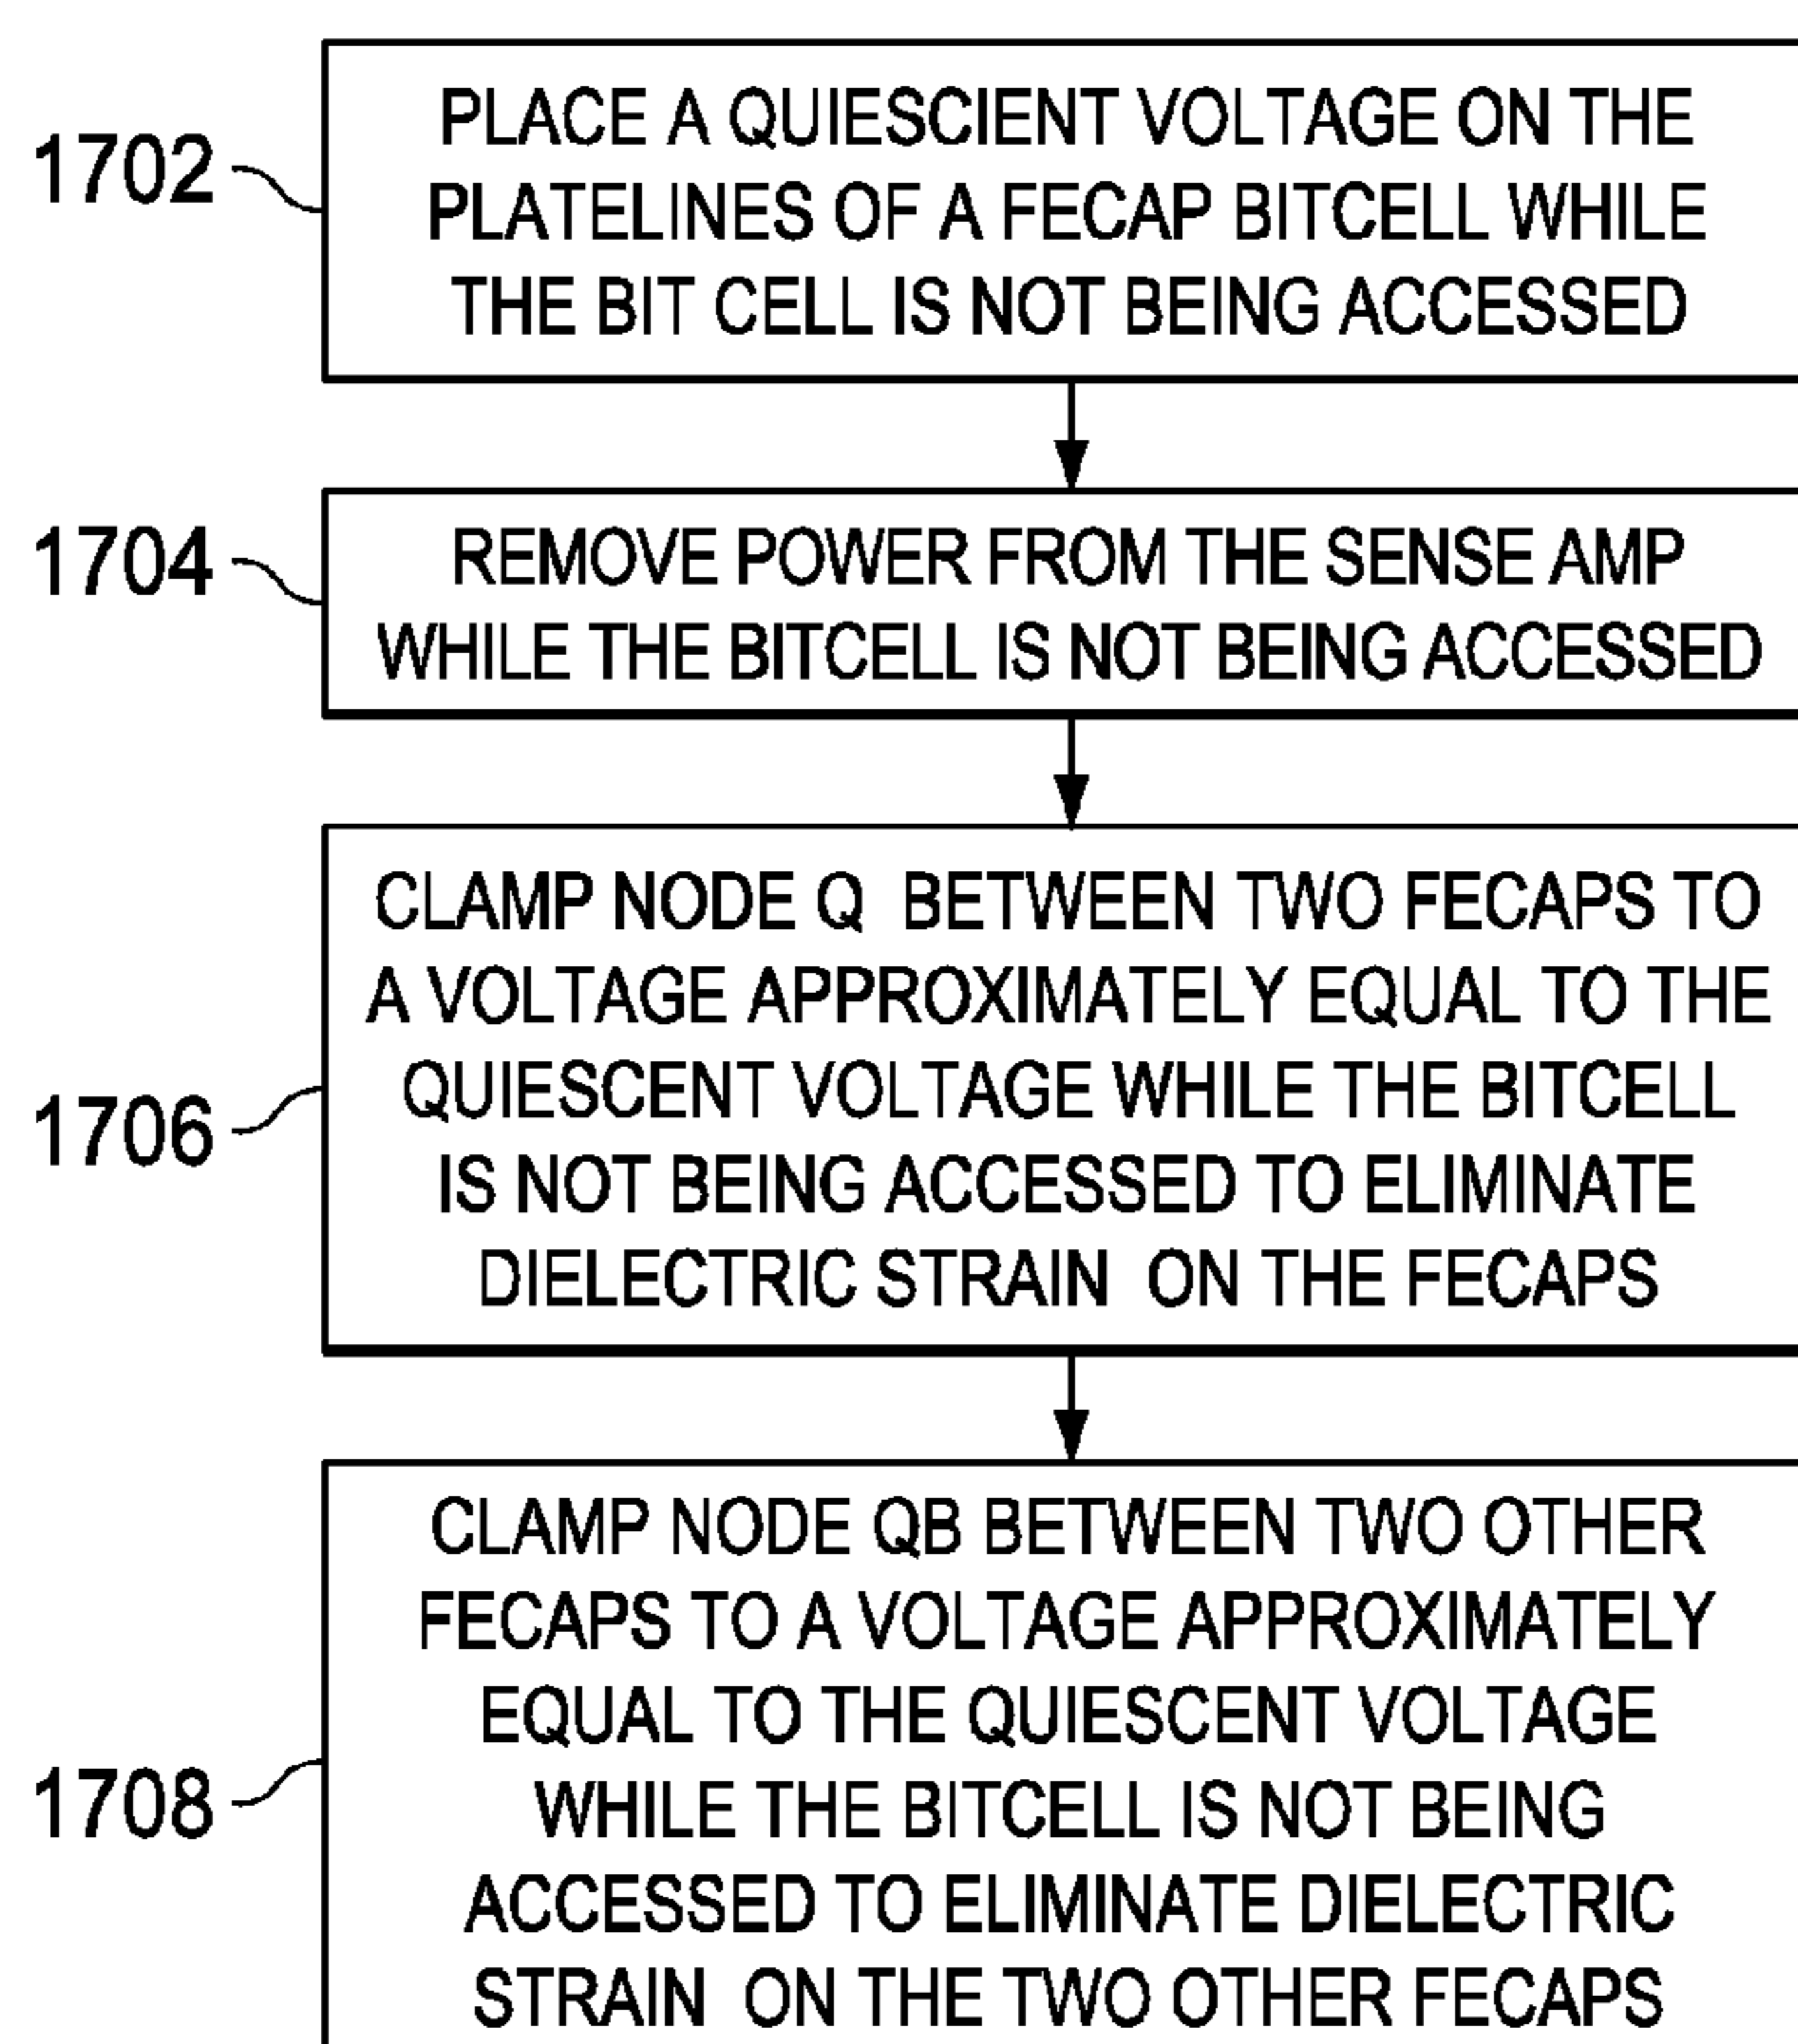 1702
PLACE A QUIESCIENT VOLTAGE ON THE
PLATELINES OF A FECAP BITCELL WHILE
THE BIT CELL IS NOT BEING ACCESSED
1704
REMOVE POWER FROM THE SENSE AMP
WHILE THE BITCELL IS NOT BEING ACCESSED
1706
CLAMP NODE Q BETWEEN TWO FECAPS TO
A VOLTAGE APPROXIMATELY EQUAL TO THE
QUIESCENT VOLTAGE WHILE THE BITCELL
IS NOT BEING ACCESSED TO ELIMINATE
DIELECTRIC STRAIN ON THE FECAPS
1708
CLAMP NODE QB BETWEEN TWO OTHER
FECAPS TO A VOLTAGE APPROXIMATELY
EQUAL TO THE QUIESCENT VOLTAGE
WHILE THE BITCELL IS NOT BEING
ACCESSED TO ELIMINATE DIELECTRIC
STRAIN ON THE TWO OTHER FECAPS